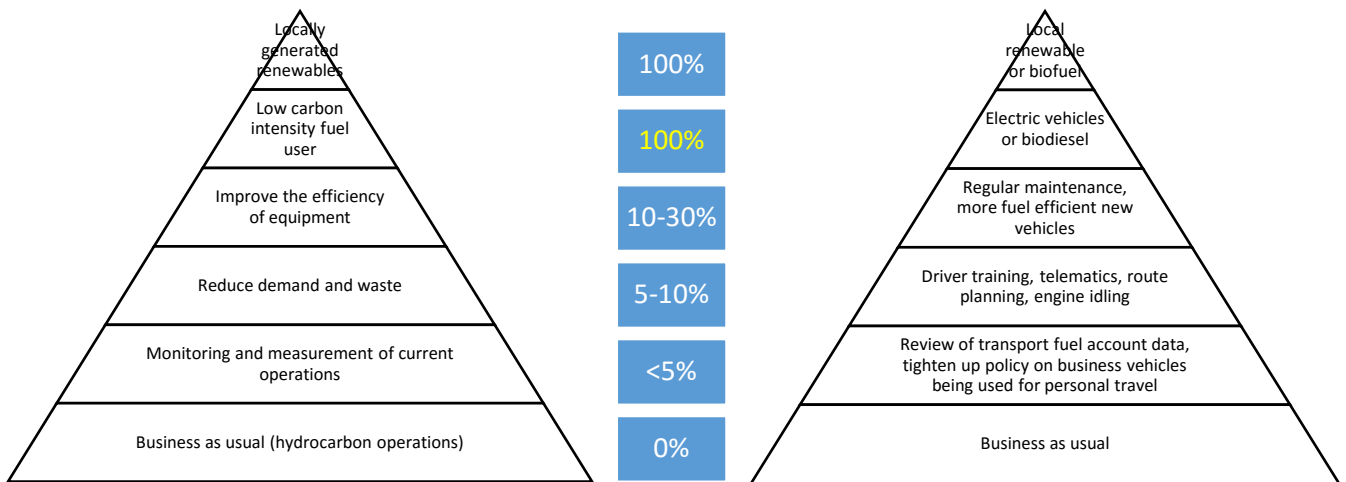 Locally
generated
renewables
Low carbon
intensity fuel
user
Improve the efficiency
of equipment
Reduce demand and waste
Monitoring and measurement of current
operations
Business as usual (hydrocarbon operations)
100%
100%
10-30%
5-10%
<5%
0%
Local
renewable
or biofuel
Electric vehicles
or biodiesel
Regular maintenance,
more fuel efficient new
vehicles
Driver training, telematics, route
planning, engine idling
Review of transport fuel account data,
tighten up policy on business vehicles
being used for personal travel
Business as usual